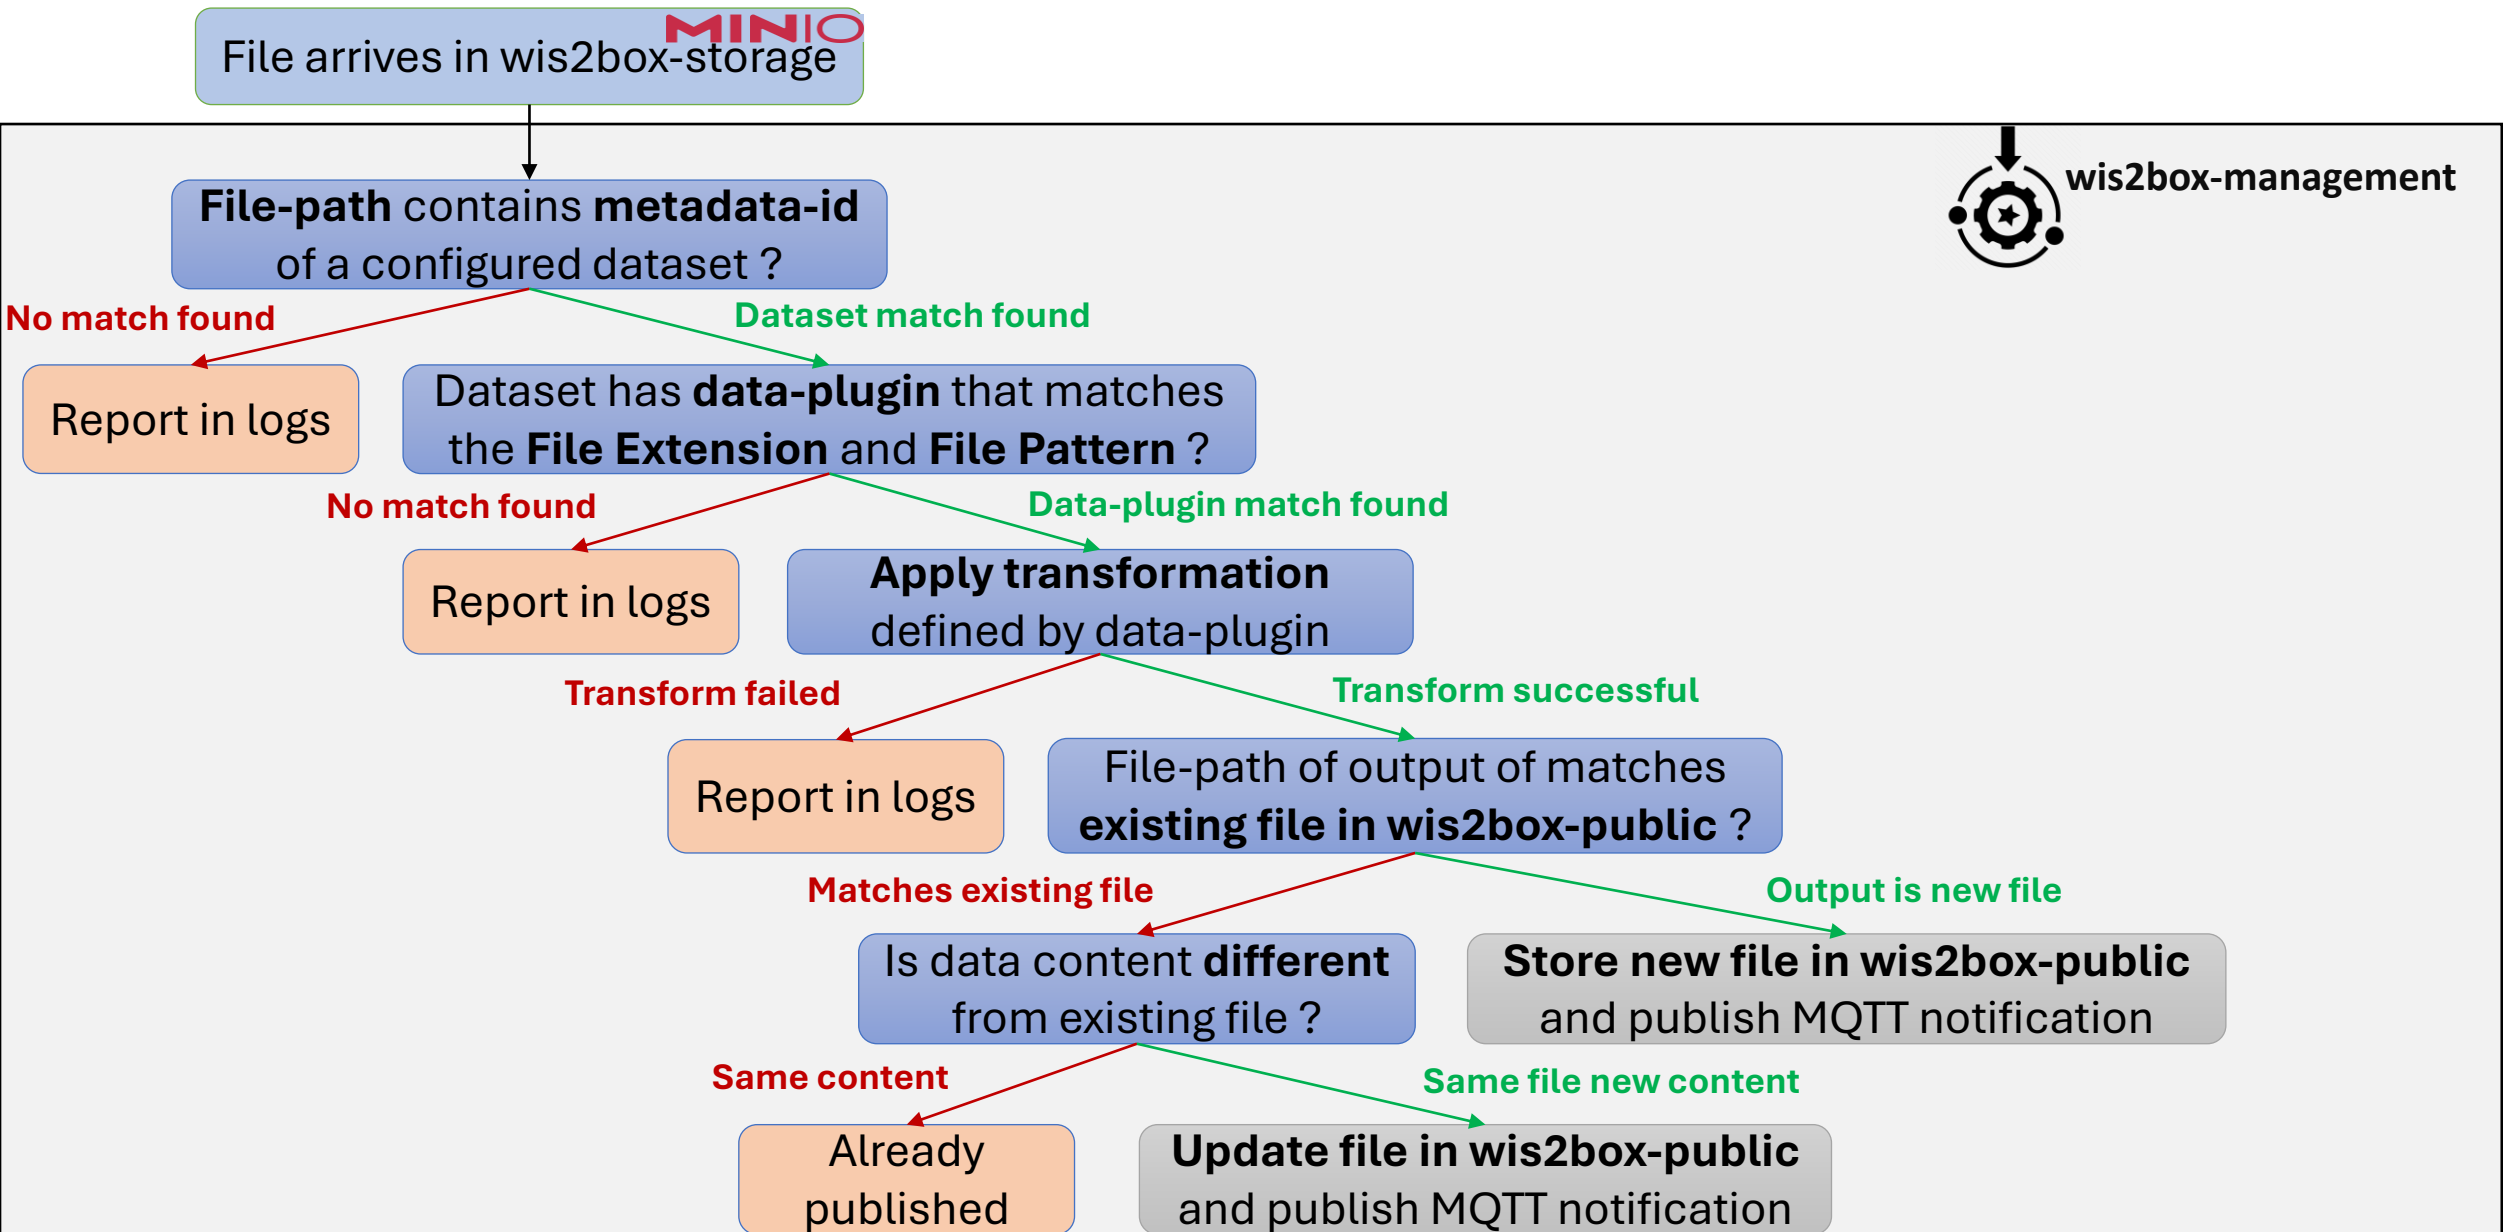 MINIO
File arrives in wis2box-storage
wis2box-management
File-path contains metadata-id
of a configured dataset ?
No match found
Dataset match found
Report in logs
Dataset has data-plugin that matches
the File Extension and File Pattern ?
No match found
Data-plugin match found
Report in logs
Apply transformation
defined by data-plugin
Transform failed
Transform successful
Report in logs
File-path of output of matches
existing file in wis2box-public ?
Matches existing file
Output is new file
Is data content different
from existing file ?
Store new file in wis2box-public
and publish MQTT notification
Same content
Same file new content
Already
published
Update file in wis2box-public
and publish MQTT notification